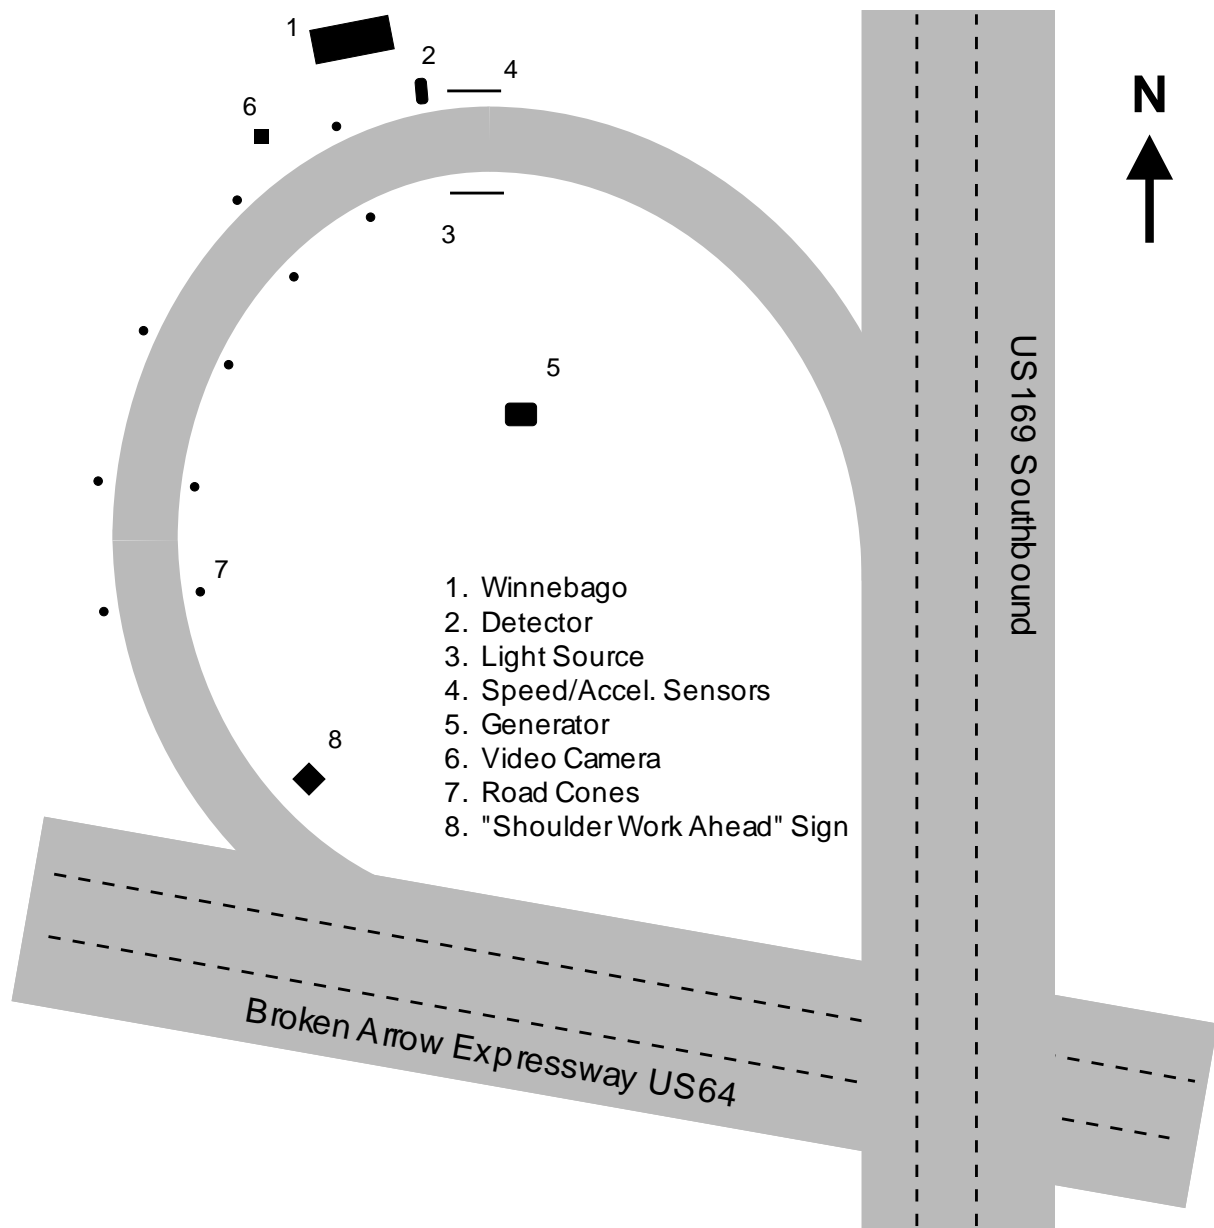 1
2
4
6
N
3
5
US169 Southbound
7
1. Winnebago
2. Detector
3. Light Source
4. Speed/Accel. Sensors
5. Generator
6. Video Camera
7. Road Cones
8. "Shoulder Work Ahead" Sign
8
Broken Arrow Expressway US64